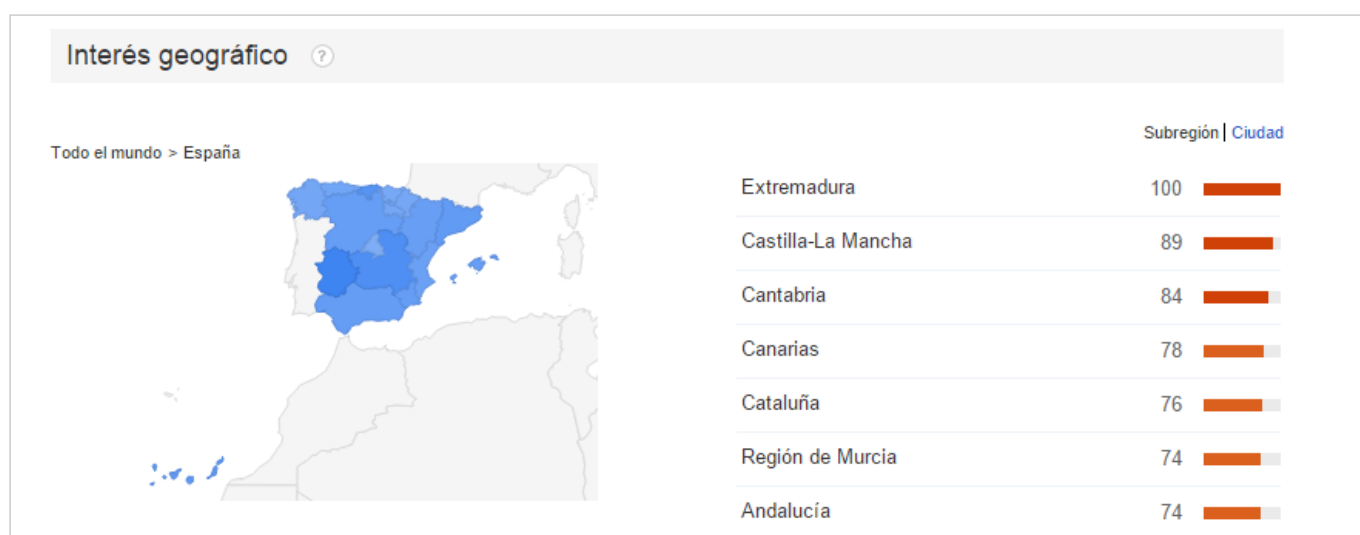 Interés geográfico ?
Subregión | Ciudad
Todo el mundo > España
Extremadura 100
Castilla-La Mancha 89
Cantabria 84
Canarias 78
Cataluña 76
Región de Murcia 74
Andalucía 74